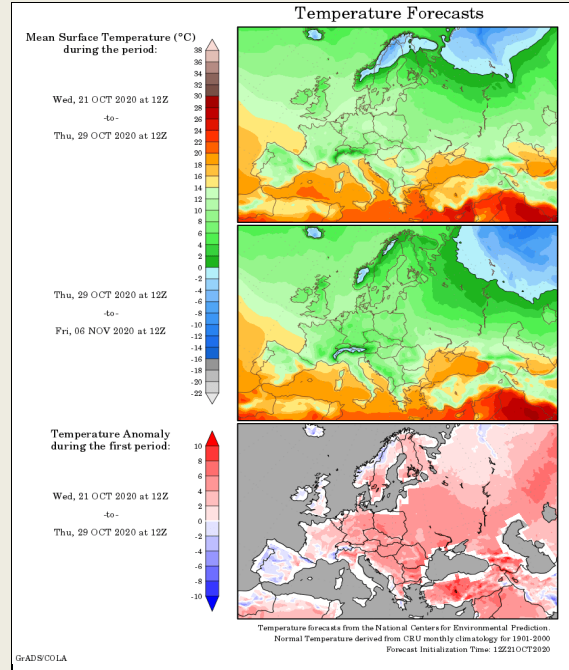 Temperature Forecasts
Mean Surface Temperature (°C)
during the period:
38
36
34
32
30
28
26
24
22
20
18
16
14
12
10
8
6
4
2
0
-2
-4
-6
-8
-10
-12
-14
-16
-18
-20
-22
Wed, 21 OCT 2020 at 12Z
-to-
Thu, 29 OCT 2020 at 12Z
Thu, 29 OCT 2020 at 12Z
-to-
Fri, 06 NOV 2020 at 12Z
Temperature Anomaly
during the first period:
10
8
6
4
2
0
-2
-4
-6
-8
-10
Wed, 21 OCT 2020 at 12Z
-to-
Thu, 29 OCT 2020 at 12Z
Temperature forecasts from the National Centers for Environmental Prediction.
Normal Temperature derived from CRU monthly climatology for 1901-2000
Forecast Initialization Time: 12Z21OCT2020
GrADS/COLA